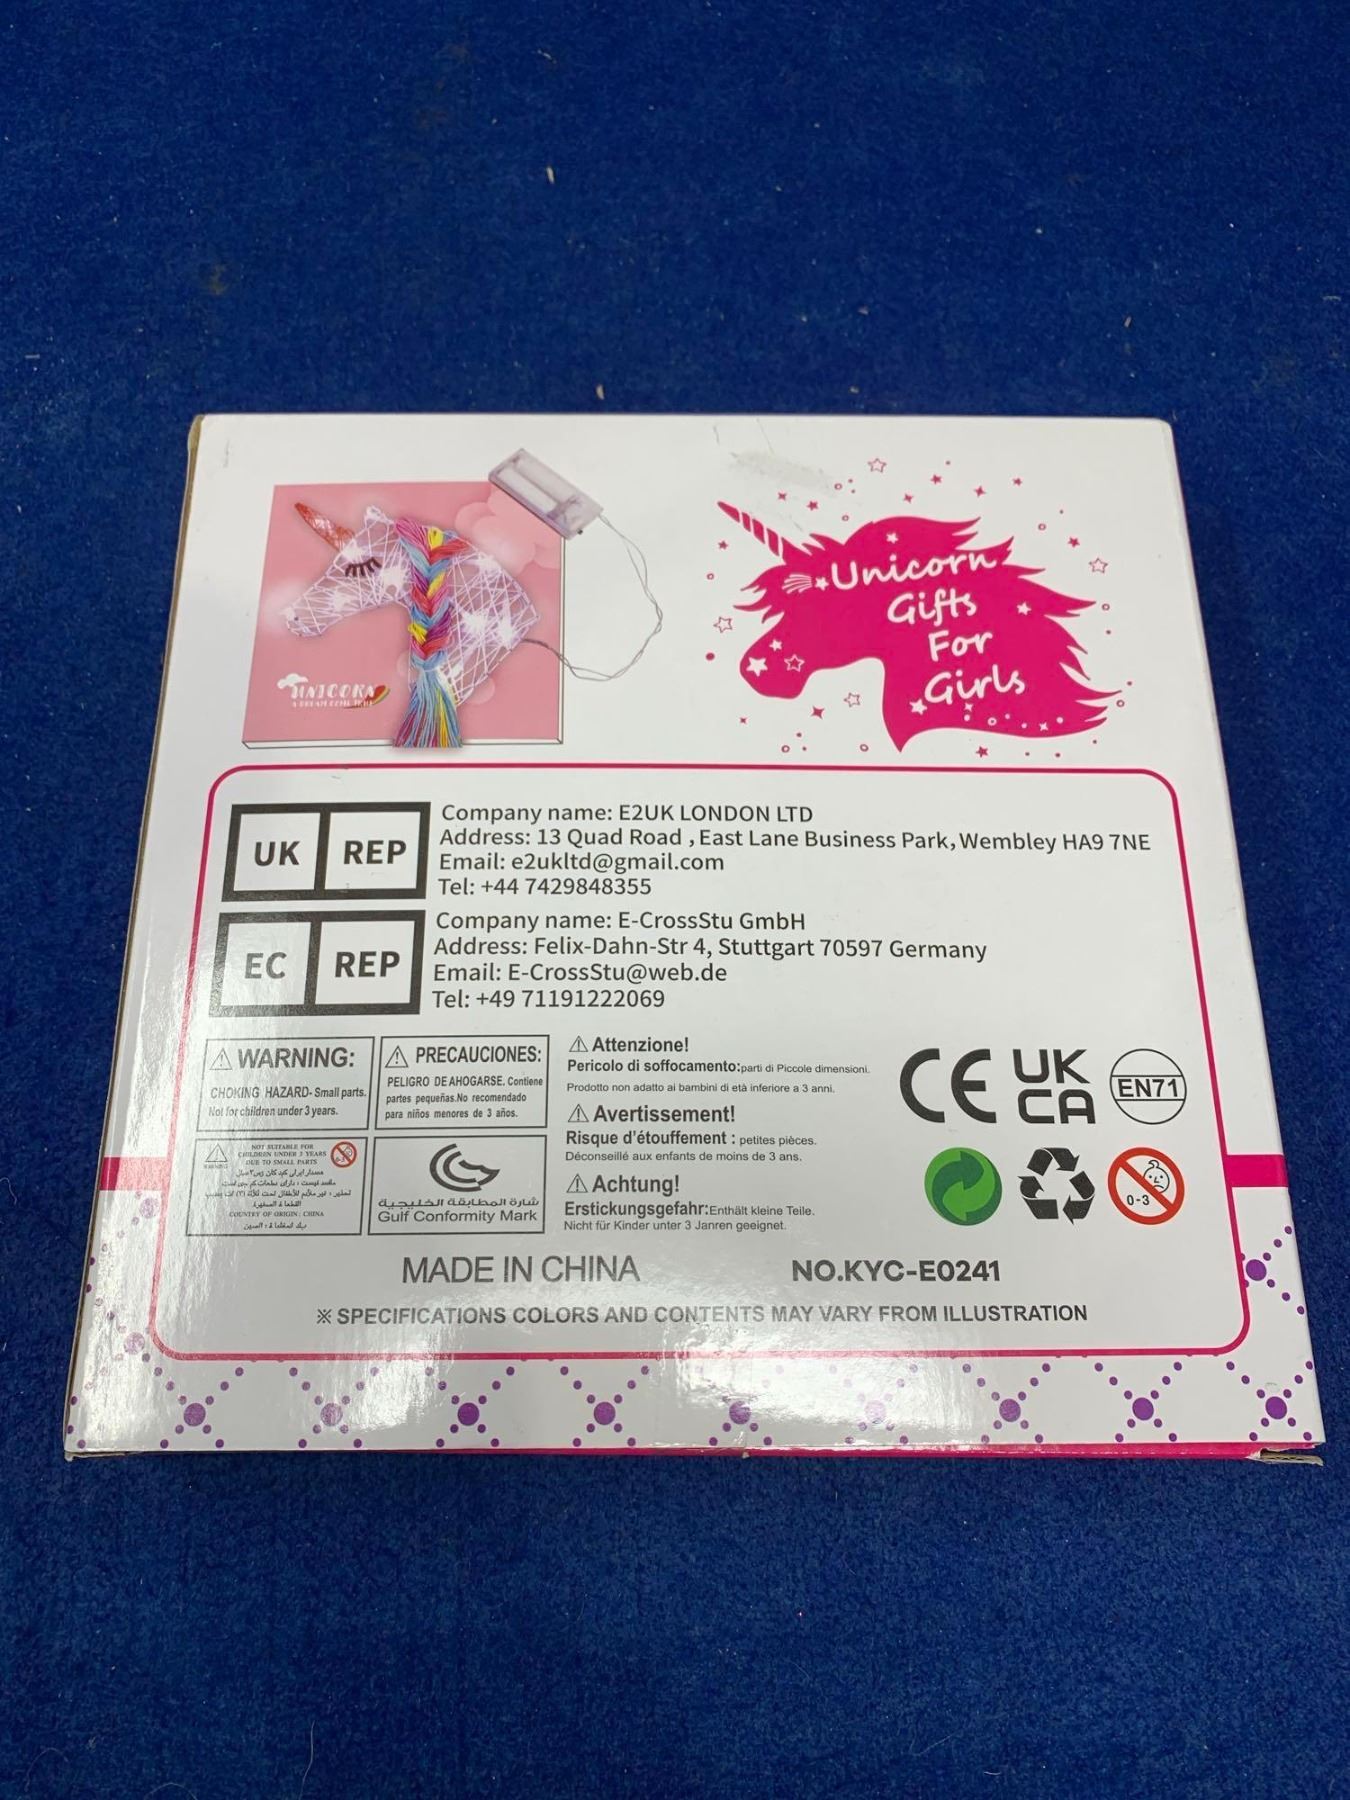 UNICORN
A DREAM COME TRUE
Unicorn
Gifts
For
Girls
UK REP
Company name: E2UK LONDON LTD
Address: 13 Quad Road , East Lane Business Park, Wembley HA9 7NE
Email: e2ukltd@gmail.com
Tel: +44 7429848355
EC REP
Company name: E-CrossStu GmbH
Address: Felix-Dahn-Str 4, Stuttgart 70597 Germany
Email: E-CrossStu@web.de
Tel: +49 71191222069
WARNING:
CHOKING HAZARD- Small parts.
Not for children under 3 years.
PRECAUCIONES:
PELIGRO DE AHOGARSE. Contiene
partes pequeñas.No recomendado
para niños menores de 3 años.
WARNING
NOT SUITABLE FOR
CHILDREN UNDER 3 YEARS
DUE TO SMALL PARTS
0-3
COUNTRY OF ORIGIN: CHINA
شارة المطابقة الخليجية
Gulf Conformity Mark
Attenzione!
Pericolo di soffocamento:parti di Piccole dimensioni.
Prodotto non adatto ai bambini di età inferiore a 3 anni.
Avertissement!
Risque d'étouffement : petites pièces.
Déconseillé aux enfants de moins de 3 ans.
Achtung!
Erstickungsgefahr:Enthält kleine Teile.
Nicht für Kinder unter 3 Janren geeignet.
CE
UK
CA
EN71
0-3
MADE IN CHINA
NO.KYC-E0241
※ SPECIFICATIONS COLORS AND CONTENTS MAY VARY FROM ILLUSTRATION